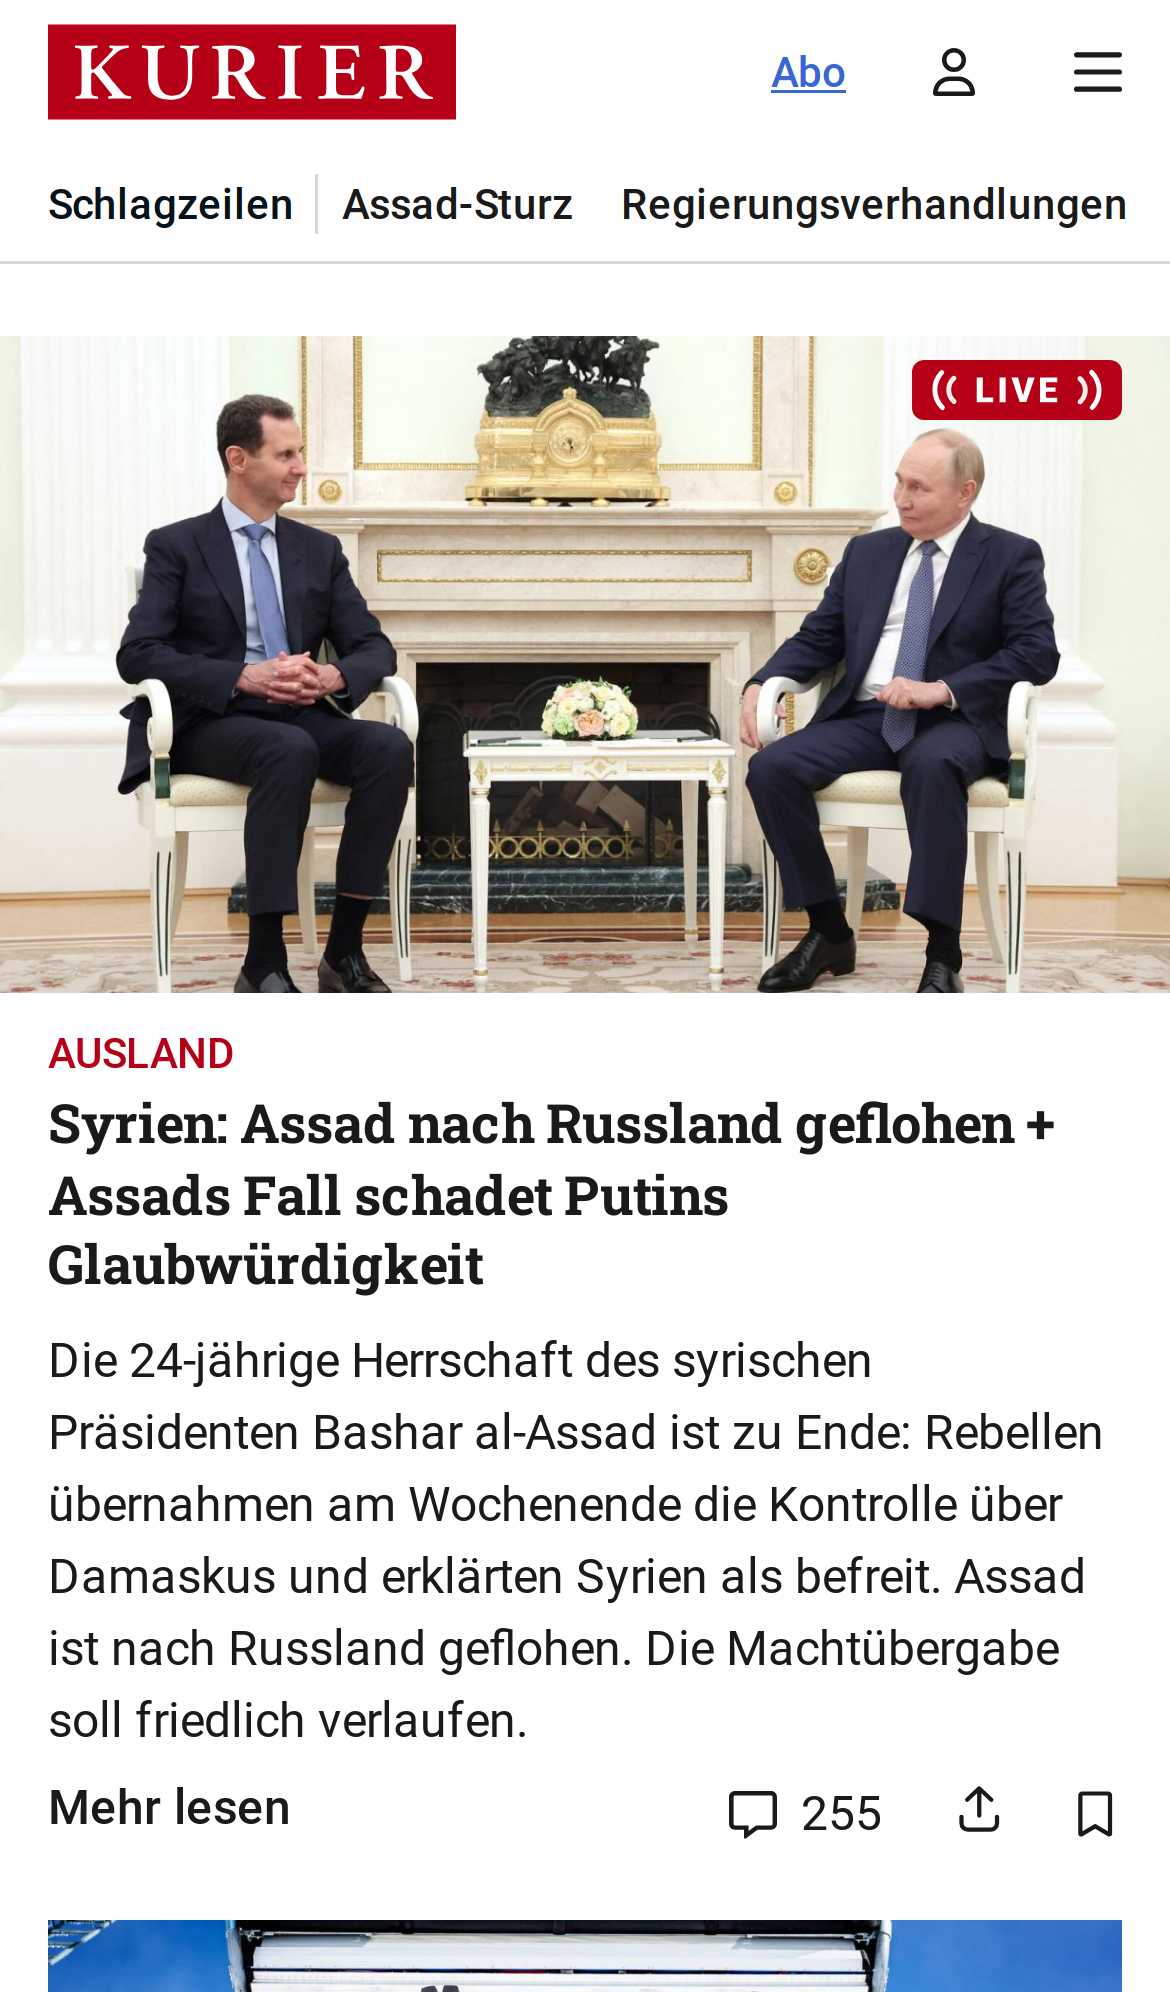 KURIER
Abo
Schlagzeilen
Assad-Sturz
Regierungsverhandlungen
LIVE
AUSLAND
Syrien: Assad nach Russland geflohen +
Assads Fall schadet Putins
Glaubwürdigkeit
Die 24-jährige Herrschaft des syrischen
Präsidenten Bashar al-Assad ist zu Ende: Rebellen
übernahmen am Wochenende die Kontrolle über
Damaskus und erklärten Syrien als befreit. Assad
ist nach Russland geflohen. Die Machtübergabe
soll friedlich verlaufen.
Mehr lesen
255